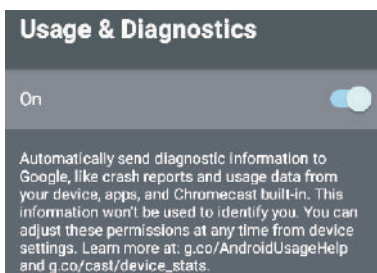 Usage & Diagnostics
On
Automatically send diagnostic information to
Google, like crash reports and usage data from
your device, apps, and Chromecast built-in. This
information won't be used to identify you. You can
adjust these permissions at any time from device
settings. Learn more at: g.co/AndroidUsageHelp
and g.co/cast/device_stats.